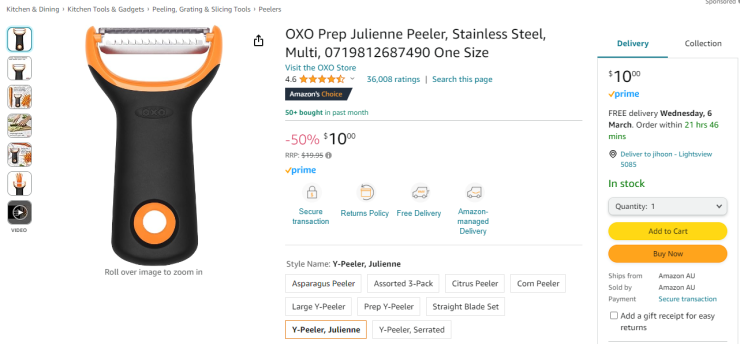 Sponsored
Kitchen & Dining › Kitchen Tools & Gadgets › Peeling, Grating & Slicing Tools › Peelers
OXO Prep Julienne Peeler, Stainless Steel,
Multi, 0719812687490 One Size
Visit the OXO Store
4.6
36,008 ratings | Search this page
Amazon's Choice
50+ bought in past month
-50% $1000
RRP: $19.95
prime
Secure
transaction
Returns Policy
Free Delivery
Amazon-
managed
Delivery
OXO
VIDEO
Roll over image to zoom in
Style Name: Y-Peeler, Julienne
Asparagus Peeler
Assorted 3-Pack
Citrus Peeler
Corn Peeler
Large Y-Peeler
Prep Y-Peeler
Straight Blade Set
Y-Peeler, Julienne
Y-Peeler, Serrated
Delivery
Collection
$1000
prime
FREE delivery Wednesday, 6
March. Order within 21 hrs 46
mins
Deliver to jihoon - Lightsview
5085
In stock
Quantity: 1
Add to Cart
Buy Now
Ships from Amazon AU
Sold by Amazon AU
Payment Secure transaction
Add a gift receipt for easy
returns